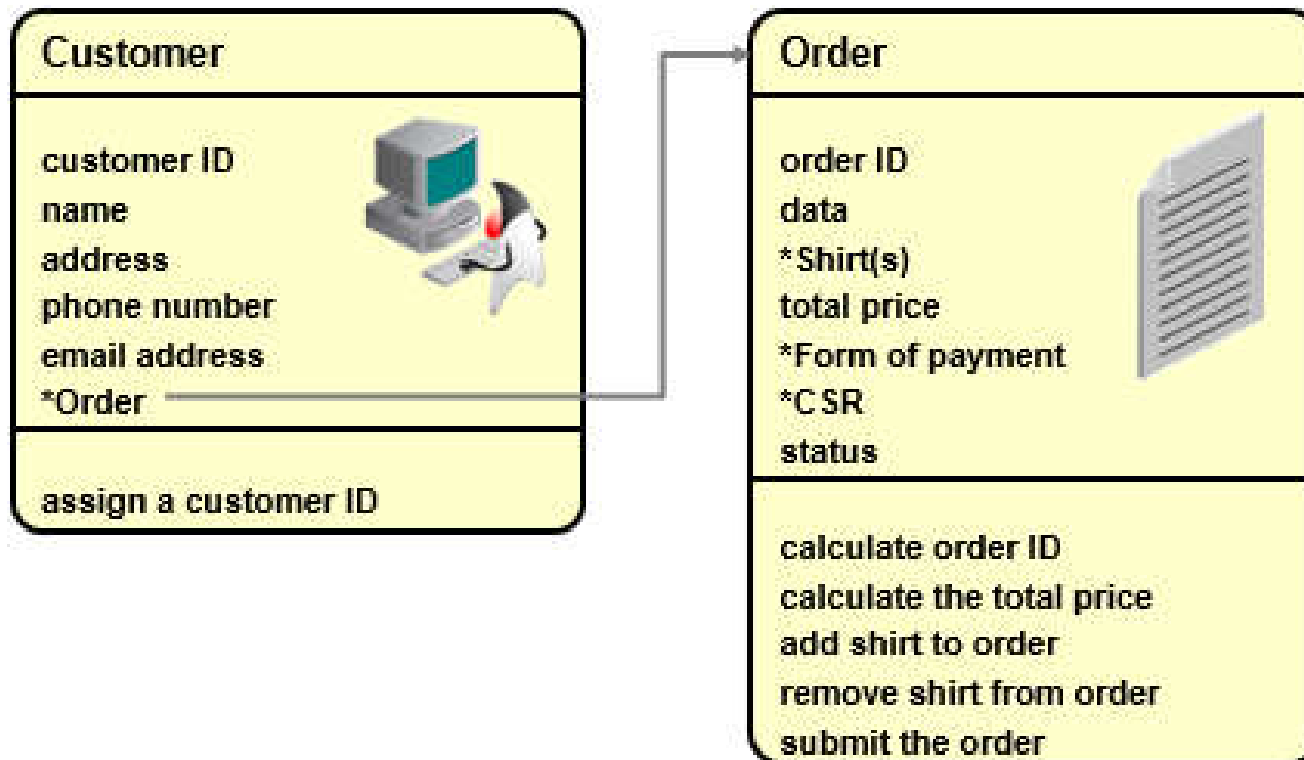 Customer
customer ID
name
address
phone number
email address
*Order
assign a customer ID
Order
order ID
data
*Shirt(s)
total price
*Form of payment
*CSR
status
calculate order ID
calculate the total price
add shirt to order
remove shirt from order
submit the order